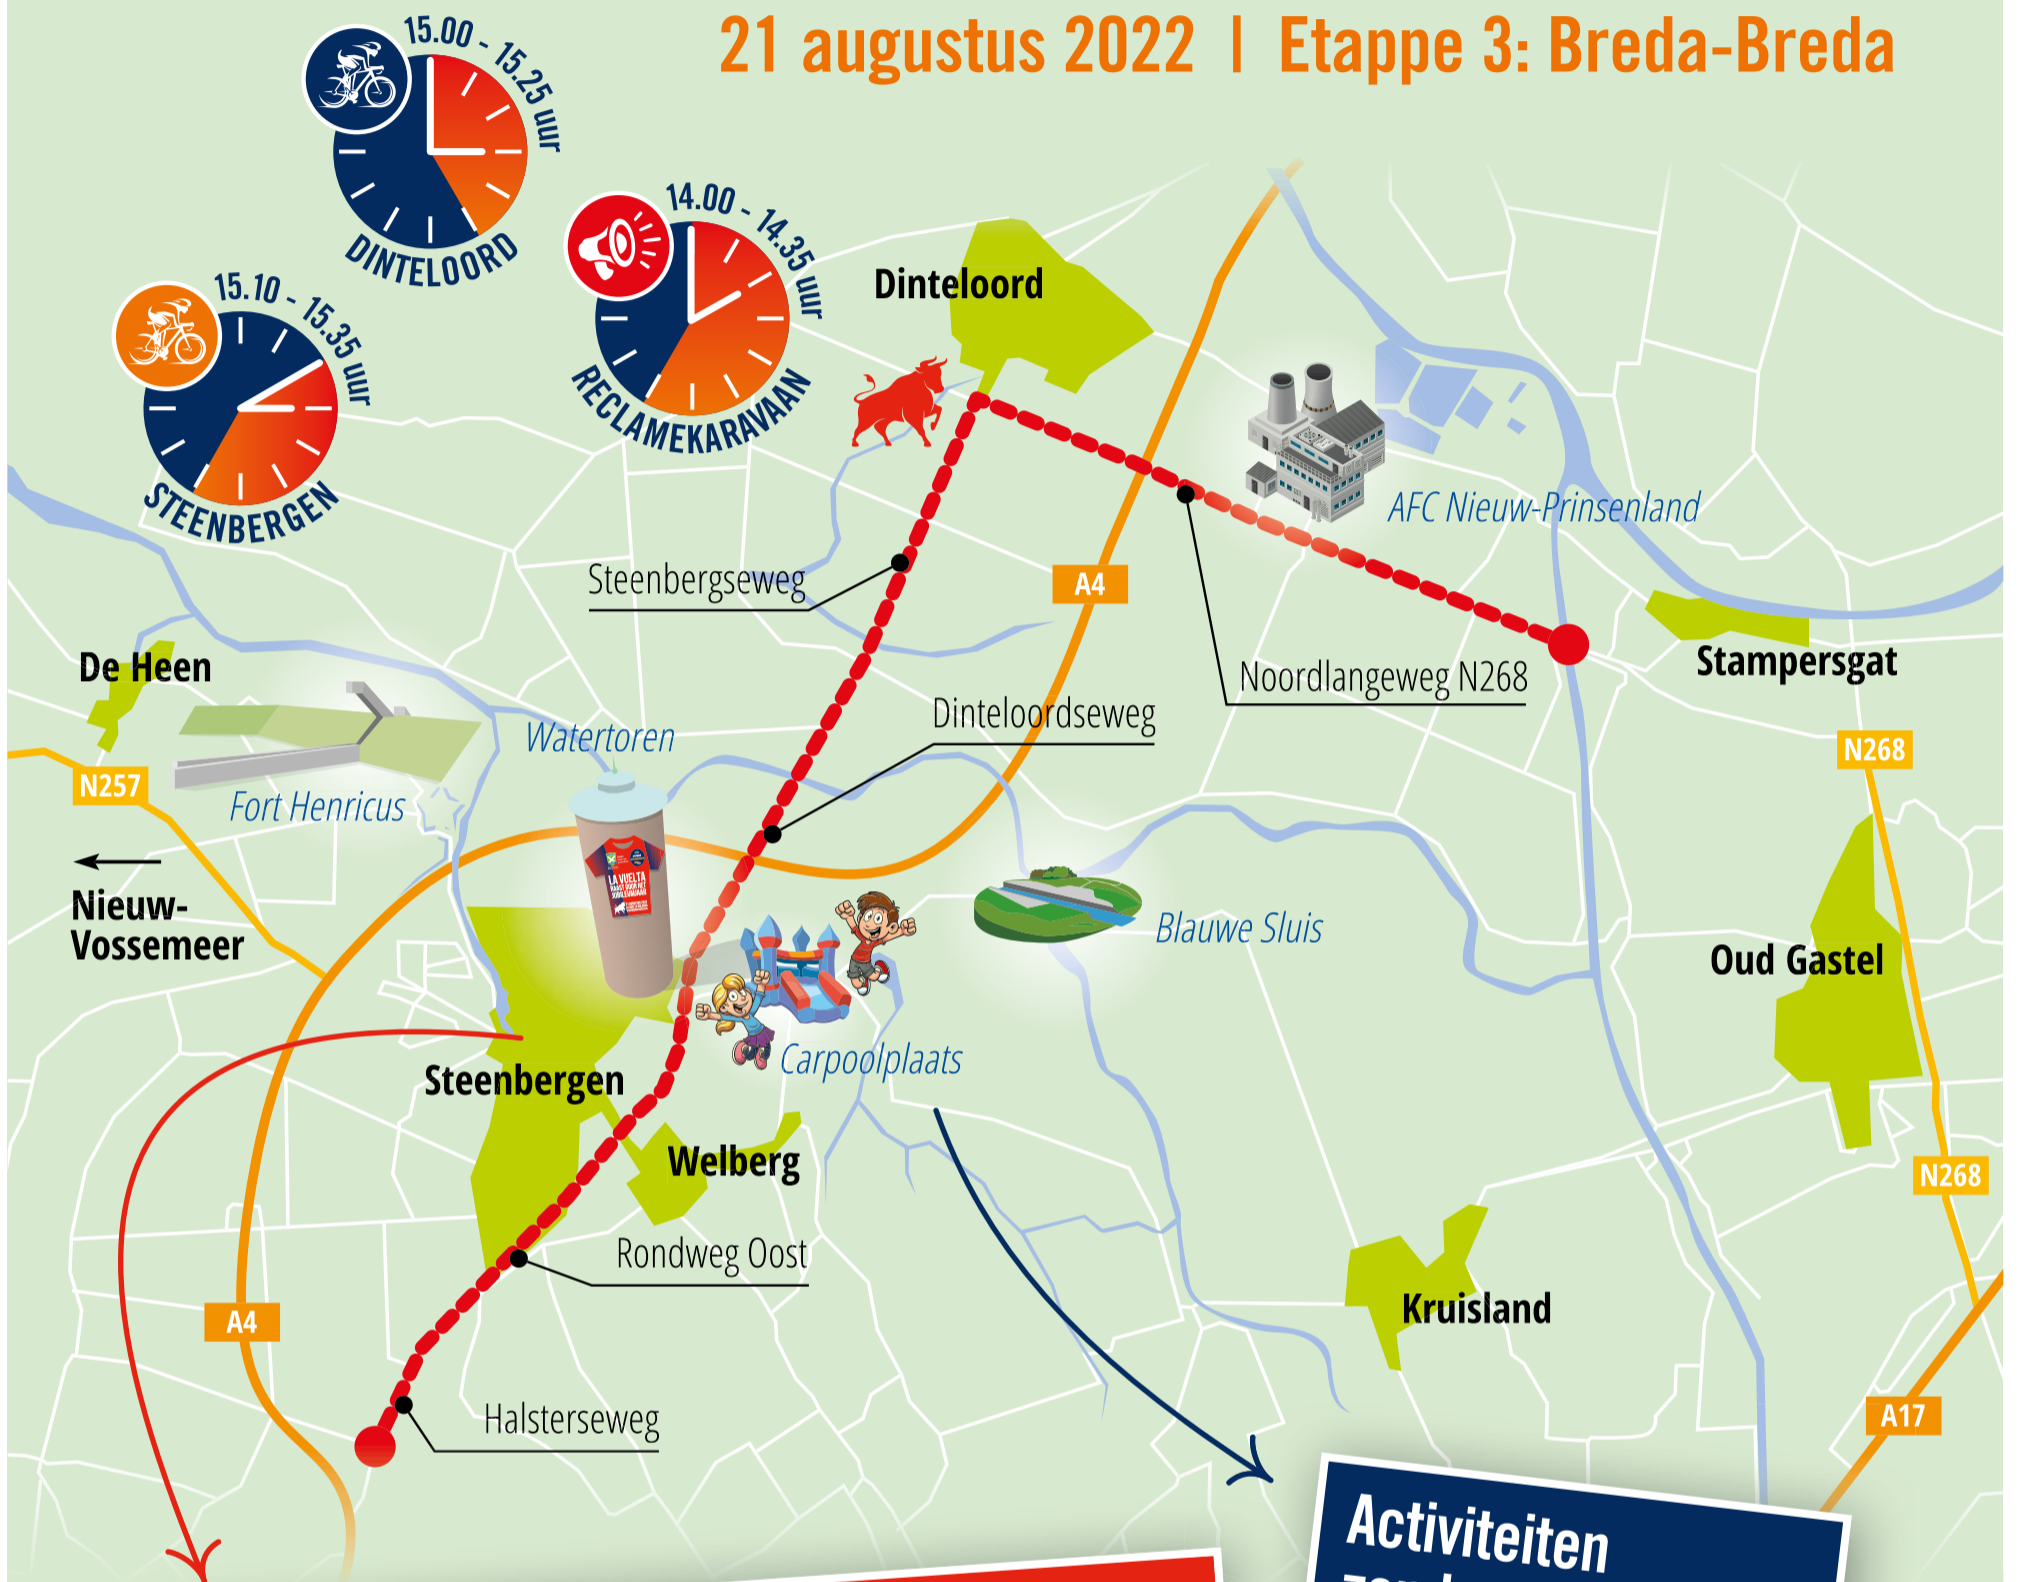 21 augustus 2022 | Etappe 3: Breda-Breda
15.00 - 15.25 uur
DINTELOORD
14.00 - 14.35 uur
RECLAMEKARAVAAN
15.10 - 15.35 uur
STEENBERGEN
Dinteloord
AFC Nieuw-Prinsenland
Steenbergseweg
A4
De Heen
Stampersgat
Noordlangeweg N268
Dinteloordseweg
Watertoren
N268
N257
Fort Henricus
LA VUELTA
Nieuw-
Vossemeer
Blauwe Sluis
Oud Gastel
Carpoolplaats
Steenbergen
Welberg
N268
Rondweg Oost
Kruisland
A4
A17
Halsterseweg
Activiteiten